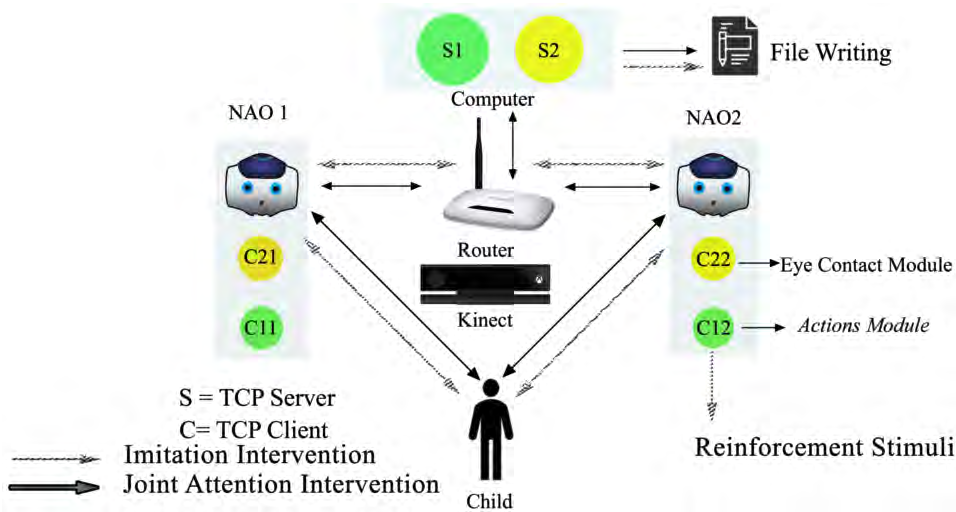 S1
S2
File Writing
Computer
NAO 1
NAO2
Router
C21
C22
Eye Contact Module
Kinect
C11
C12
Actions Module
S = TCP Server
C= TCP Client
Imitation Intervention
Reinforcement Stimuli
Joint Attention Intervention
Child